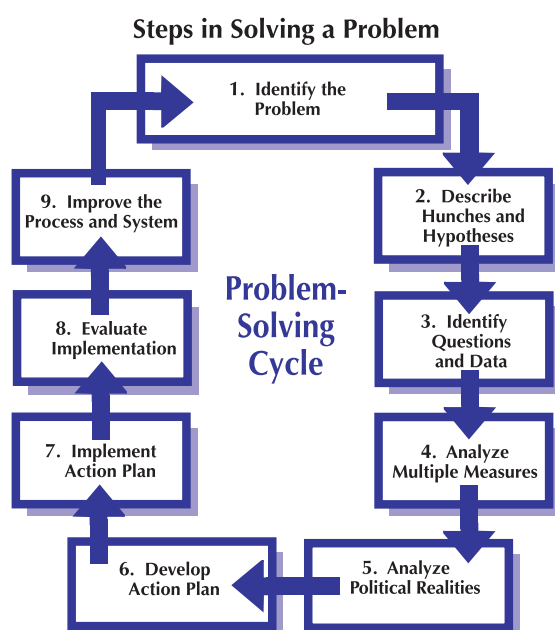 Steps in Solving a Problem
1. Identify the
Problem
2. Describe
Hunches and
Hypotheses
3. Identify
Questions
and Data
4. Analyze
Multiple Measures
5. Analyze
Political Realities
6. Develop
Action Plan
7. Implement
Action Plan
8. Evaluate
Implementation
9. Improve the
Process and System
Problem-
Solving
Cycle